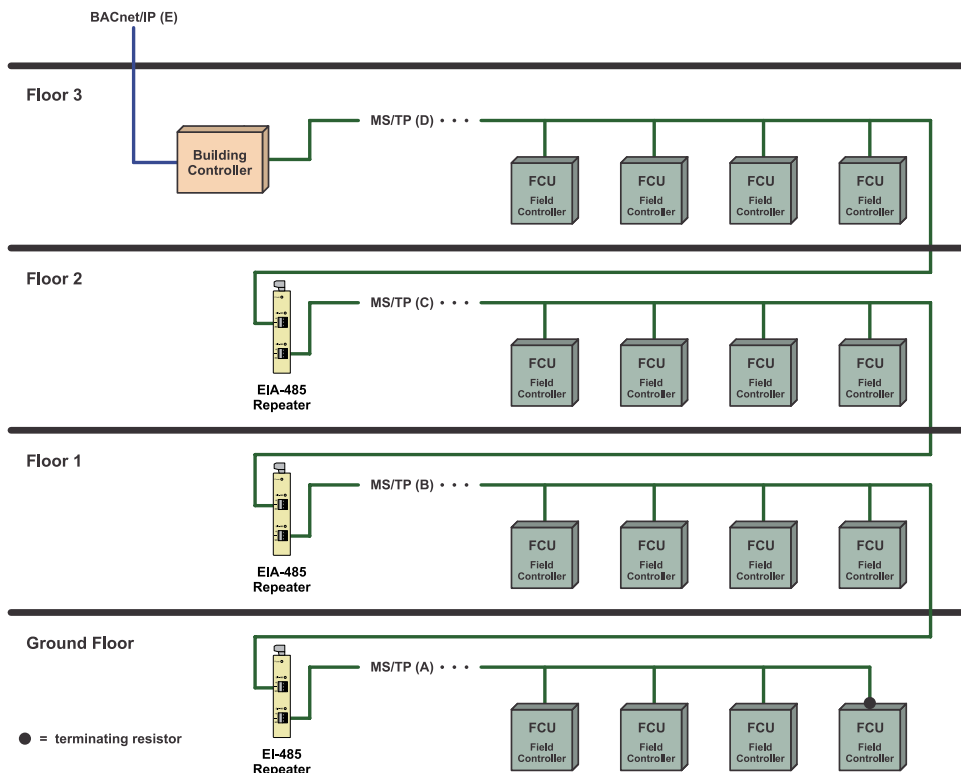 BACnet/IP (E)
Floor 3
MS/TP (D) · · ·
Building
Controller
FCU
Field
Controller
FCU
Field
Controller
FCU
Field
Controller
FCU
Field
Controller
Floor 2
MS/TP (C) · · ·
EIA-485
Repeater
FCU
Field
Controller
FCU
Field
Controller
FCU
Field
Controller
FCU
Field
Controller
Floor 1
MS/TP (B) · · ·
EIA-485
Repeater
FCU
Field
Controller
FCU
Field
Controller
FCU
Field
Controller
FCU
Field
Controller
Ground Floor
MS/TP (A) · · ·
EI-485
Repeater
FCU
Field
Controller
FCU
Field
Controller
FCU
Field
Controller
FCU
Field
Controller
= terminating resistor